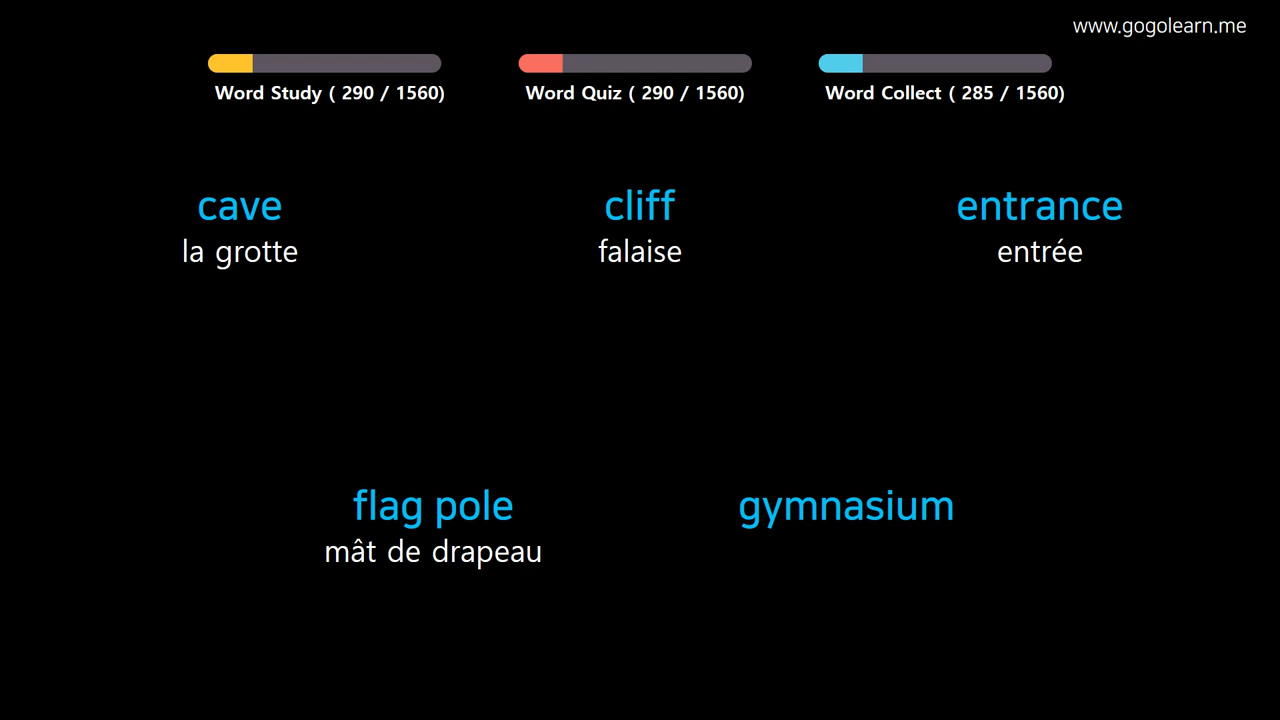 www.gogolearn.me
Word Study ( 290 / 1560)
Word Quiz ( 290 / 1560)
Word Collect ( 285 / 1560)
cave
la grotte
cliff
falaise
entrance
entrée
flag pole
mât de drapeau
gymnasium